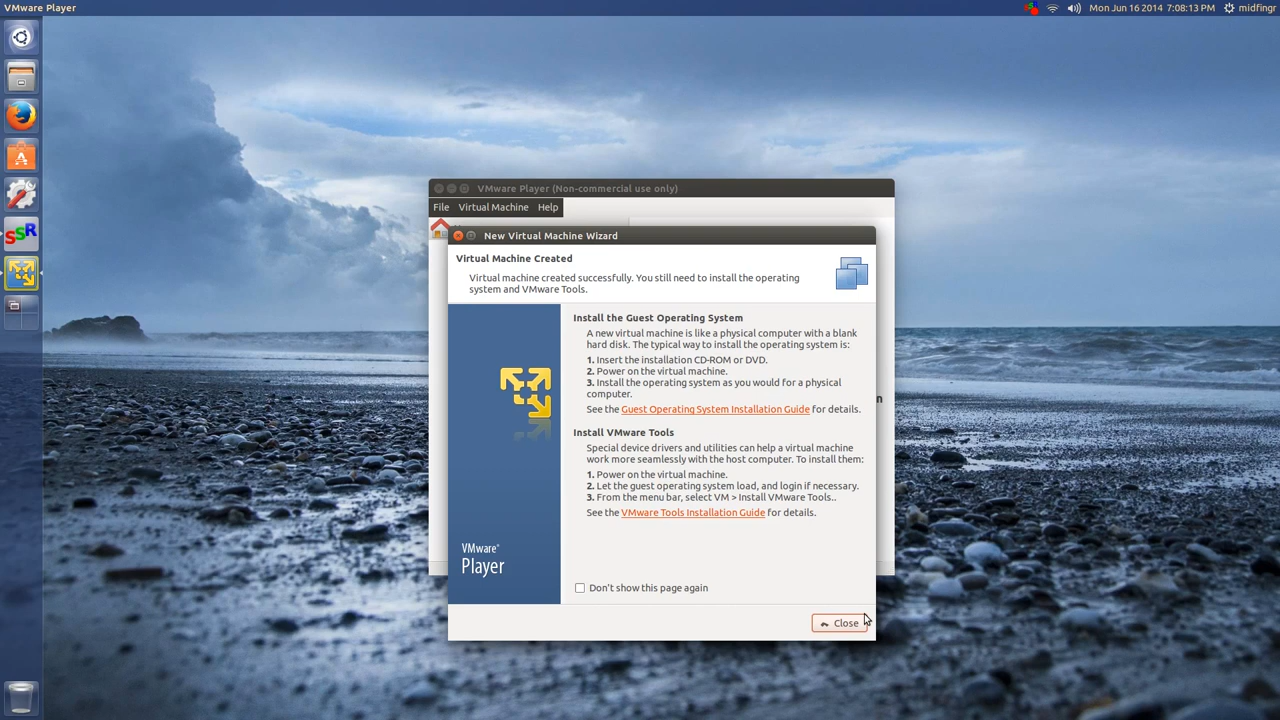 VMware Player
Mon Jun 16 2014 7:08:13 PM midfingr
SSR
VMware Player (Non-commercial use only)
File Virtual Machine Help
New Virtual Machine Wizard
Virtual Machine Created
Virtual machine created successfully. You still need to install the operating
system and VMware Tools.
Install the Guest Operating System
A new virtual machine is like a physical computer with a blank
hard disk. The typical way to install the operating system is:
1. Insert the installation CD-ROM or DVD.
2. Power on the virtual machine.
3. Install the operating system as you would for a physical
computer.
See the Guest Operating System Installation Guide for details.
Install VMware Tools
Special device drivers and utilities can help a virtual machine
work more seamlessly with the host computer. To install them:
1. Power on the virtual machine.
2. Let the guest operating system load, and login if necessary.
3. From the menu bar, select VM > Install VMware Tools..
See the VMware Tools Installation Guide for details.
VMware®
Player
Don't show this page again
Close